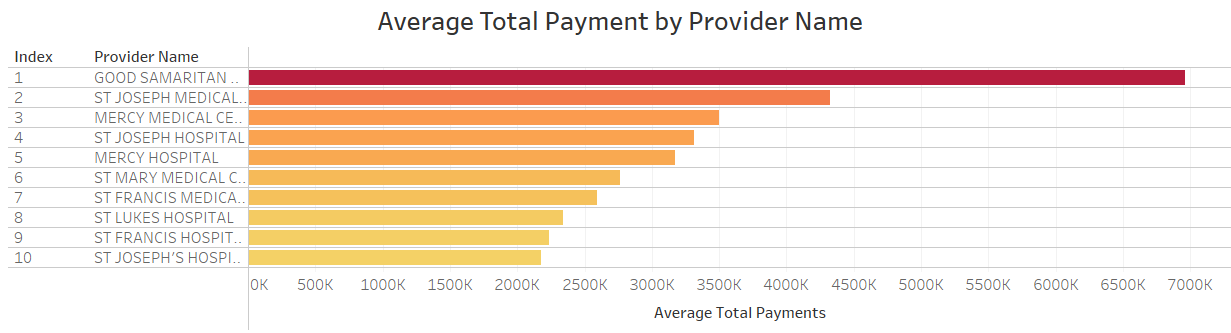 Average Total Payment by Provider Name
Index Provider Name
1 GOOD SAMARITAN ..
2 ST JOSEPH MEDICAL..
3 MERCY MEDICAL CE..
4 ST JOSEPH HOSPITAL
5 MERCY HOSPITAL
6 ST MARY MEDICAL C..
7 ST FRANCIS MEDICA..
8 ST LUKES HOSPITAL
9 ST FRANCIS HOSPIT..
10 ST JOSEPH'S HOSPI..
0K 500K 1000K 1500K 2000K 2500K 3000K 3500K 4000K 4500K 5000K 5500K 6000K 6500K 7000K
Average Total Payments